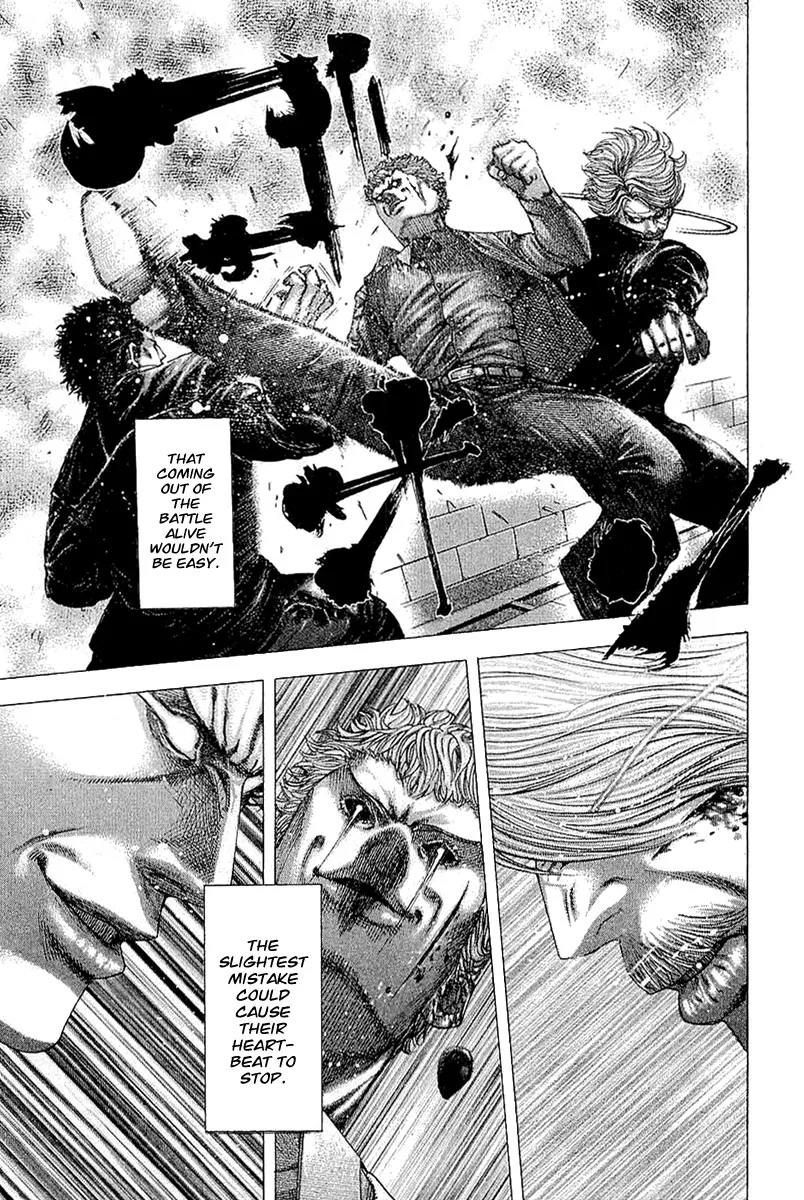 THAT
COMING
OUT OF
THE
BATTLE
ALIVE
WOULDN'T
BE EASY.
THE
SLIGHTEST
MISTAKE
COULD
CAUSE
THEIR
HEART-
BEAT TO
STOP.